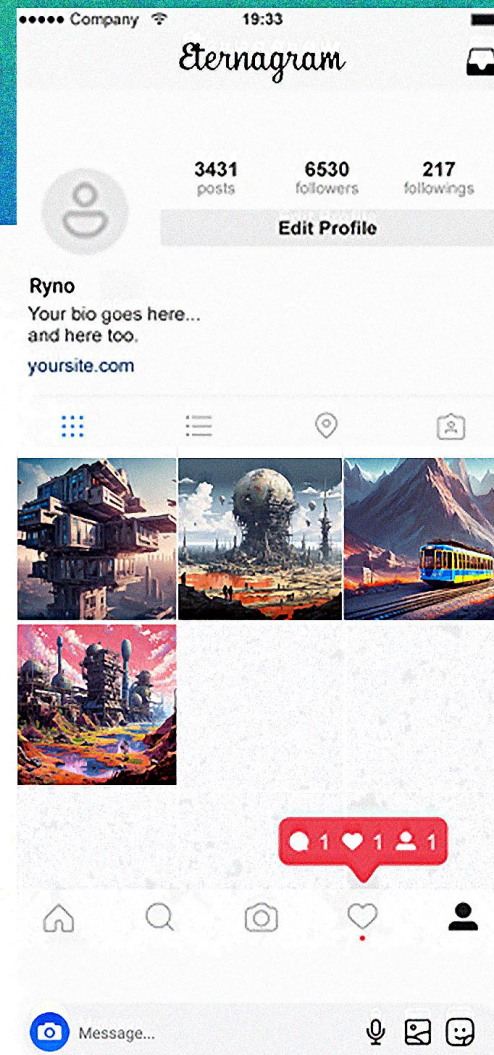 Company 19:33
Eternagram
3431 6530 217
posts followers followings
Edit Profile
Ryno
Your bio goes here...
and here too.
yoursite.com
1 1 1
Message...